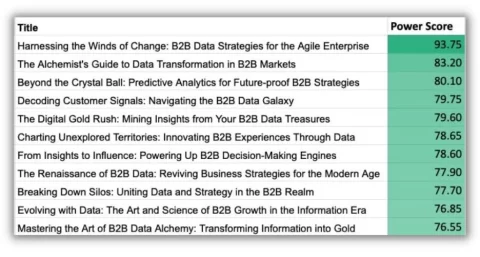 Title Power Score
Harnessing the Winds of Change: B2B Data Strategies for the Agile Enterprise 93.75
The Alchemist's Guide to Data Transformation in B2B Markets 83.20
Beyond the Crystal Ball: Predictive Analytics for Future-proof B2B Strategies 80.10
Decoding Customer Signals: Navigating the B2B Data Galaxy 79.75
The Digital Gold Rush: Mining Insights from Your B2B Data Treasures 79.60
Charting Unexplored Territories: Innovating B2B Experiences Through Data 78.65
From Insights to Influence: Powering Up B2B Decision-Making Engines 78.60
The Renaissance of B2B Data: Reviving Business Strategies for the Modern Age 77.90
Breaking Down Silos: Uniting Data and Strategy in the B2B Realm 77.70
Evolving with Data: The Art and Science of B2B Growth in the Information Era 76.85
Mastering the Art of B2B Data Alchemy: Transforming Information into Gold 76.55